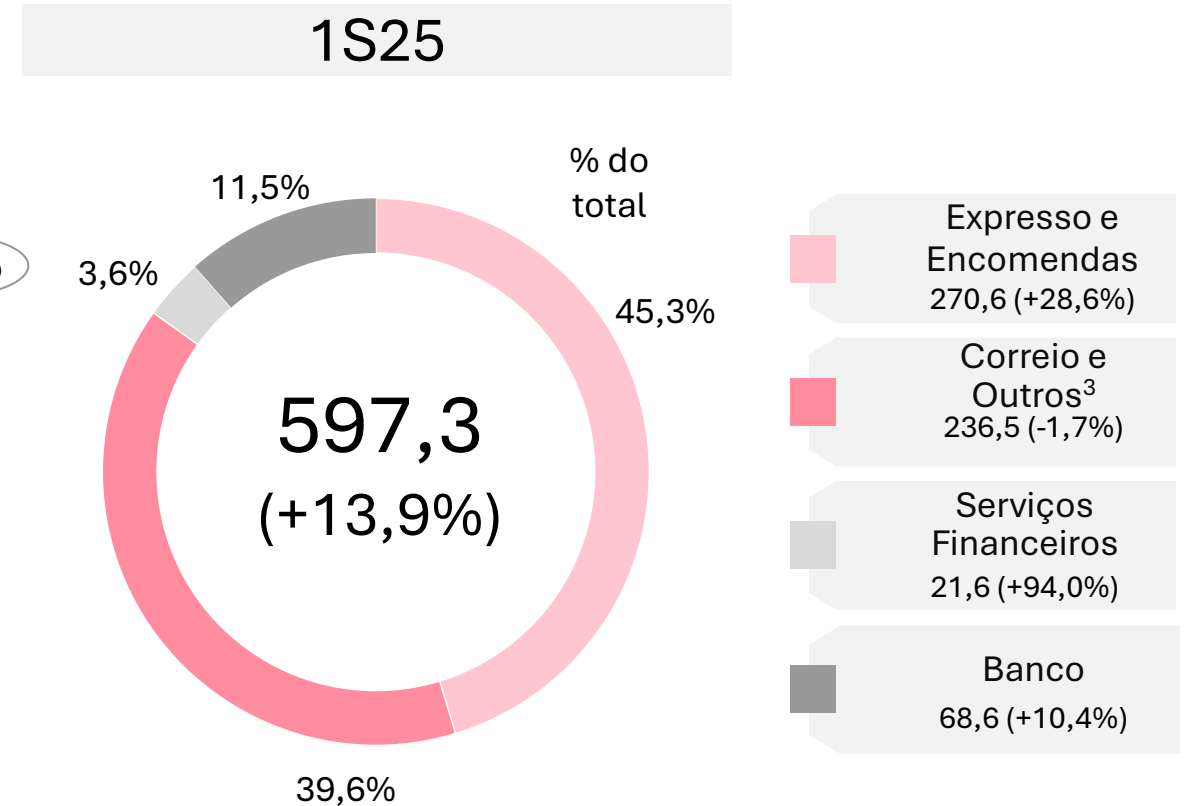 1S25
% do
total
11,5%
3,6%
45,3%
597,3
(+13,9%)
39,6%
Expresso e
Encomendas
270,6 (+28,6%)
Correio e
Outros³
236,5 (-1,7%)
Serviços
Financeiros
21,6 (+94,0%)
Banco
68,6 (+10,4%)